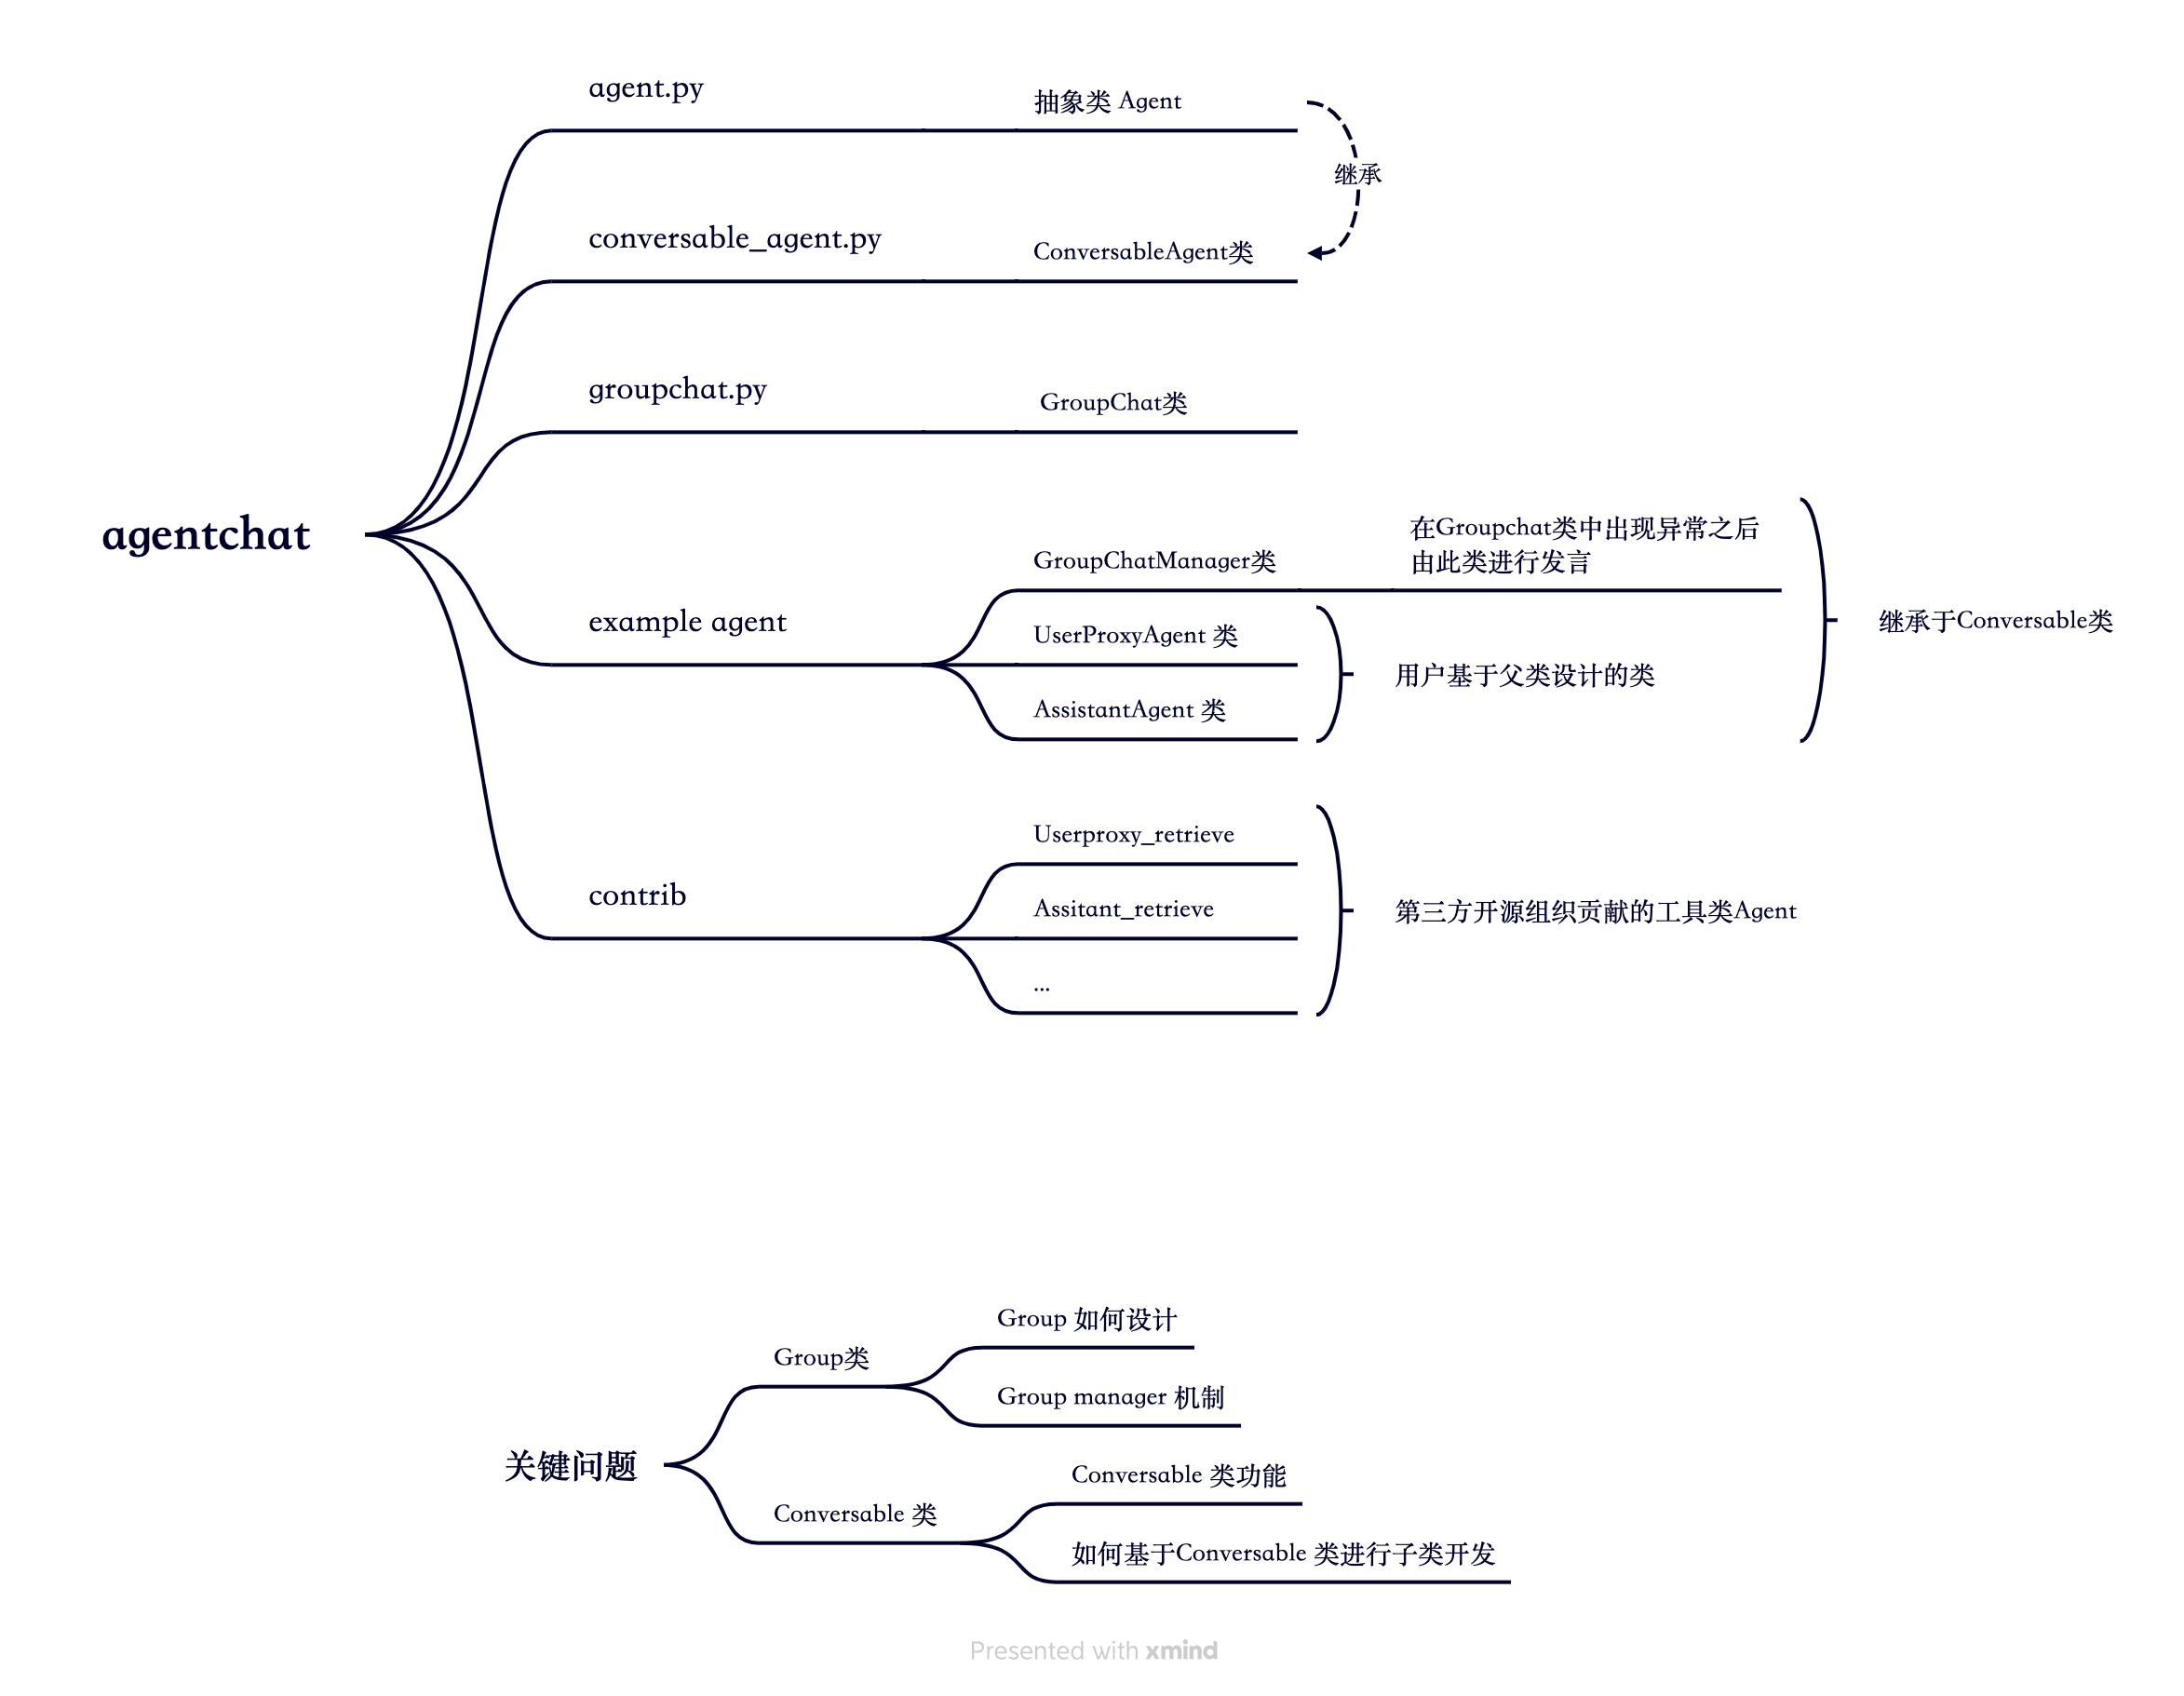 agentchat
agent.py
抽象类 Agent
继承
conversable_agent.py
ConversableAgent类
groupchat.py
GroupChat类
example agent
GroupChatManager类
在Groupchat类中出现异常之后
由此类进行发言
UserProxyAgent 类
AssistantAgent 类
用户基于父类设计的类
继承于Conversable类
contrib
Userproxy_retrieve
Assitant_retrieve
...
第三方开源组织贡献的工具类Agent
关键问题
Group类
Group 如何设计
Group manager 机制
Conversable 类
Conversable 类功能
如何基于Conversable 类进行子类开发
Presented with xmind